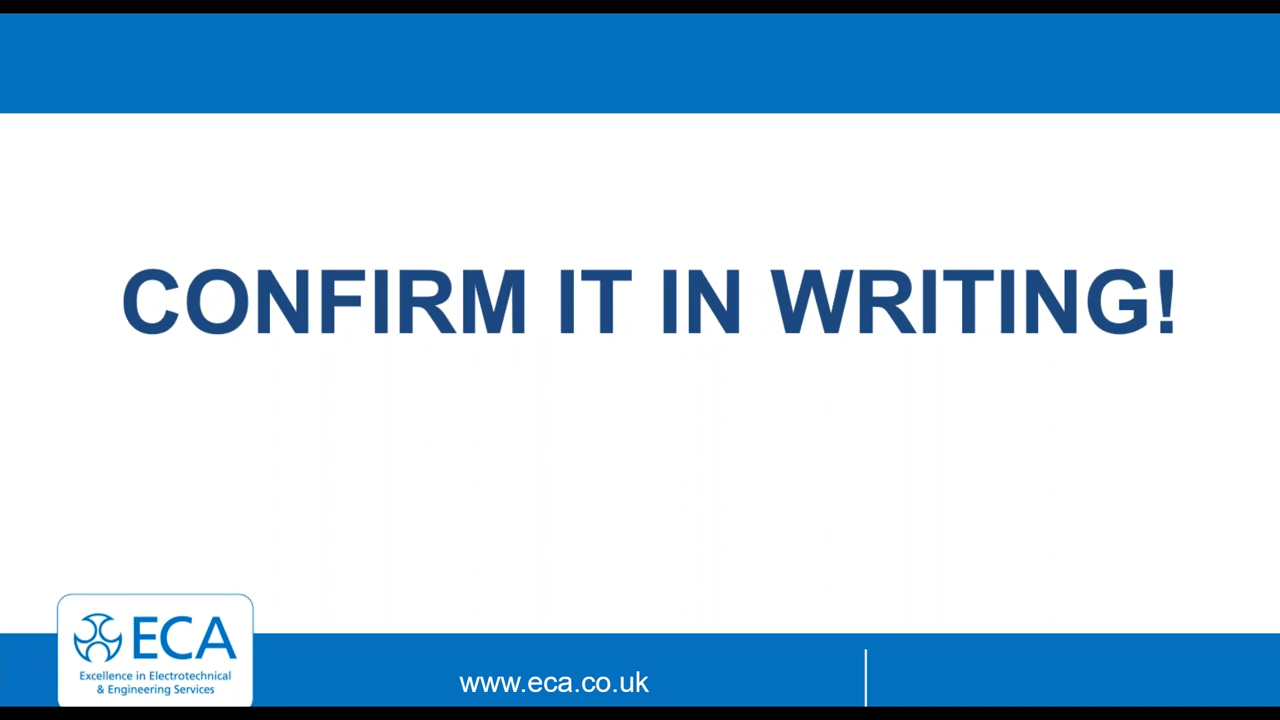 CONFIRM IT IN WRITING!
ECA
Excellence in Electrotechnical
& Engineering Services
www.eca.co.uk